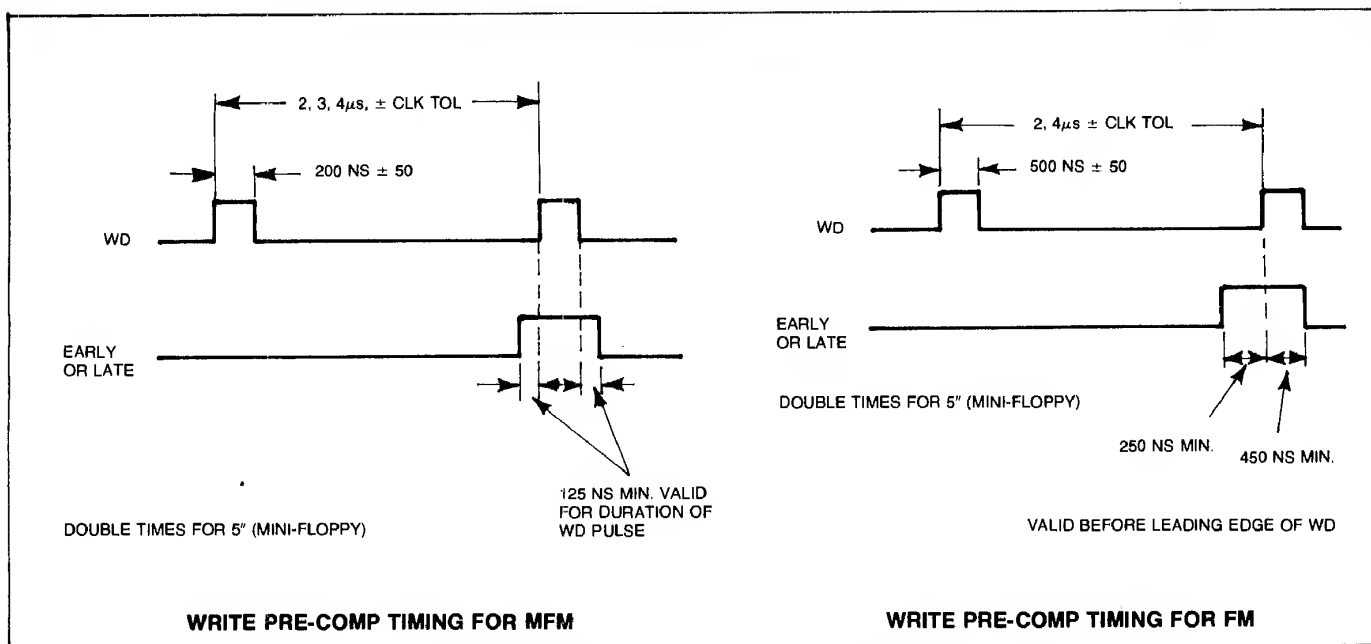 2, 3, 4μs, ± CLK TOL
200 NS ± 50
WD
EARLY
OR LATE
125 NS MIN. VALID
FOR DURATION OF
WD PULSE
DOUBLE TIMES FOR 5" (MINI-FLOPPY)
WRITE PRE-COMP TIMING FOR MFM
2, 4μs ± CLK TOL
500 NS ± 50
WD
EARLY
OR LATE
DOUBLE TIMES FOR 5" (MINI-FLOPPY)
250 NS MIN.
450 NS MIN.
VALID BEFORE LEADING EDGE OF WD
WRITE PRE-COMP TIMING FOR FM